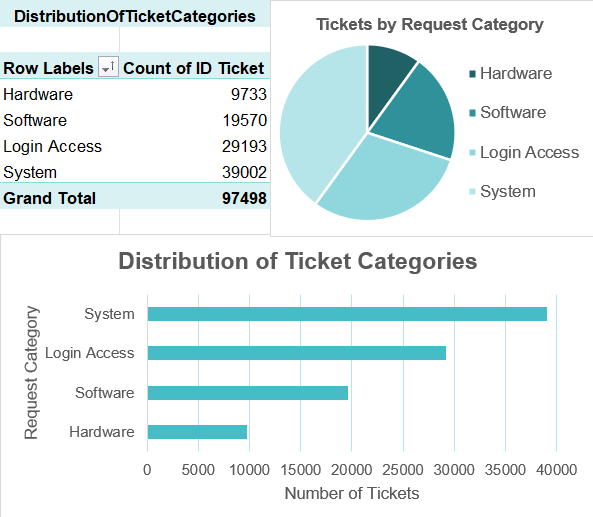 DistributionOfTicketCategories
Row Labels Count of ID Ticket
Hardware 9733
Software 19570
Login Access 29193
System 39002
Grand Total 97498
Tickets by Request Category
Hardware
Software
Login Access
System
Distribution of Ticket Categories
Request Category
System
Login Access
Software
Hardware
0 5000 10000 15000 20000 25000 30000 35000 40000
Number of Tickets